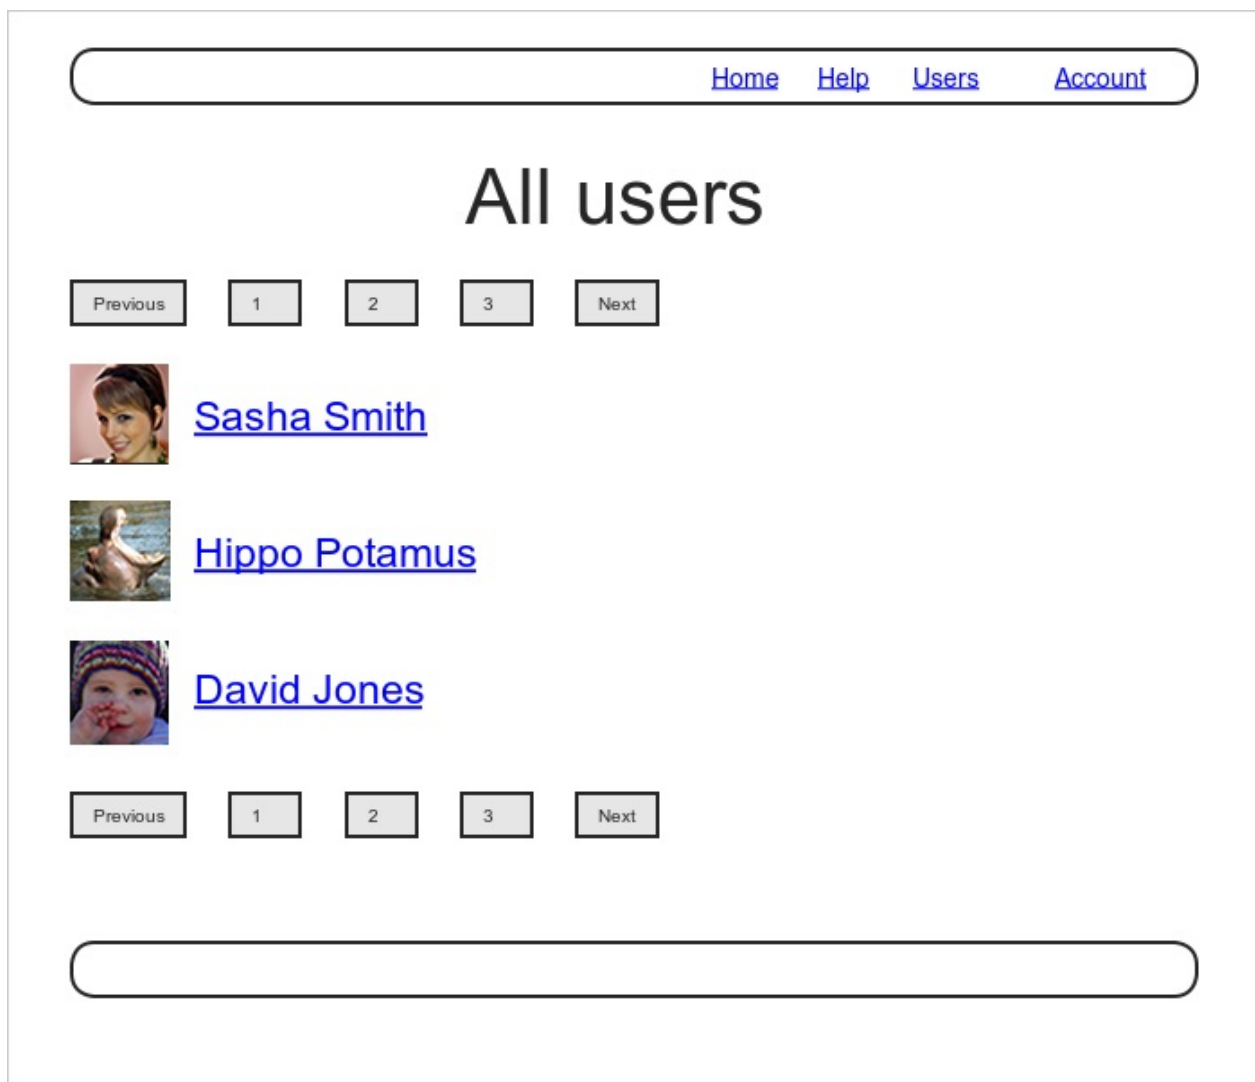 Home Help Users Account
All users
Previous 1 2 3 Next
Sasha Smith
Hippo Potamus
David Jones
Previous 1 2 3 Next